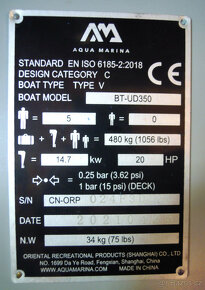 AM
AQUA MARINA
STANDARD EN ISO 6185-2:2018
DESIGN CATEGORY C
BOAT TYPE TYPE V
CE
BOAT MODEL BT-UD350
= 5 = 0
+ + = 480 kg (1056 lbs)
= 14.7 kw 20 HP
0.25 bar (3.62 psi)
1 bar (15 psi) (DECK)
S/N CN-ORP
DATE
N.W 34 kg (75 lbs)
ORIENTAL RECREATIONAL PRODUCTS (SHANGHAI) CO., LTD
NO. 1699 Da Ye Road, Fengxian, Shanghai, China
WWW.AQUAMARINA.COM MADE IN CHINA